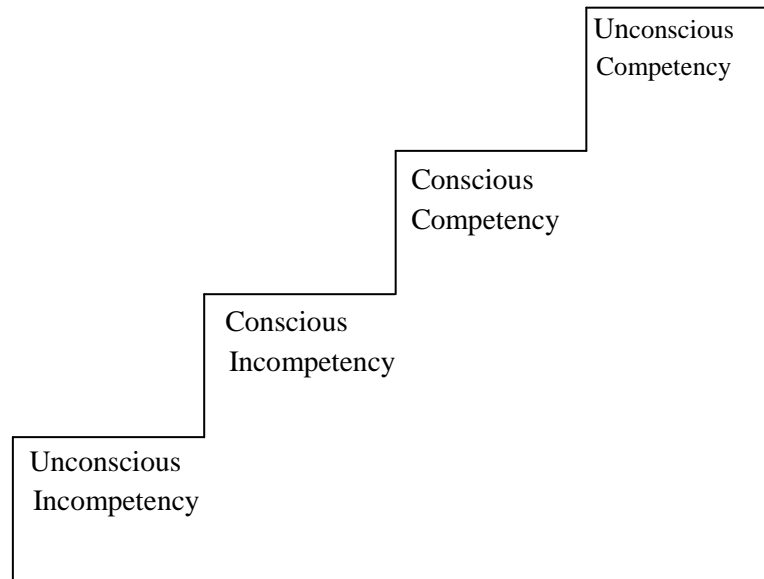 Unconscious
Competency
Conscious
Competency
Conscious
Incompetency
Unconscious
Incompetency